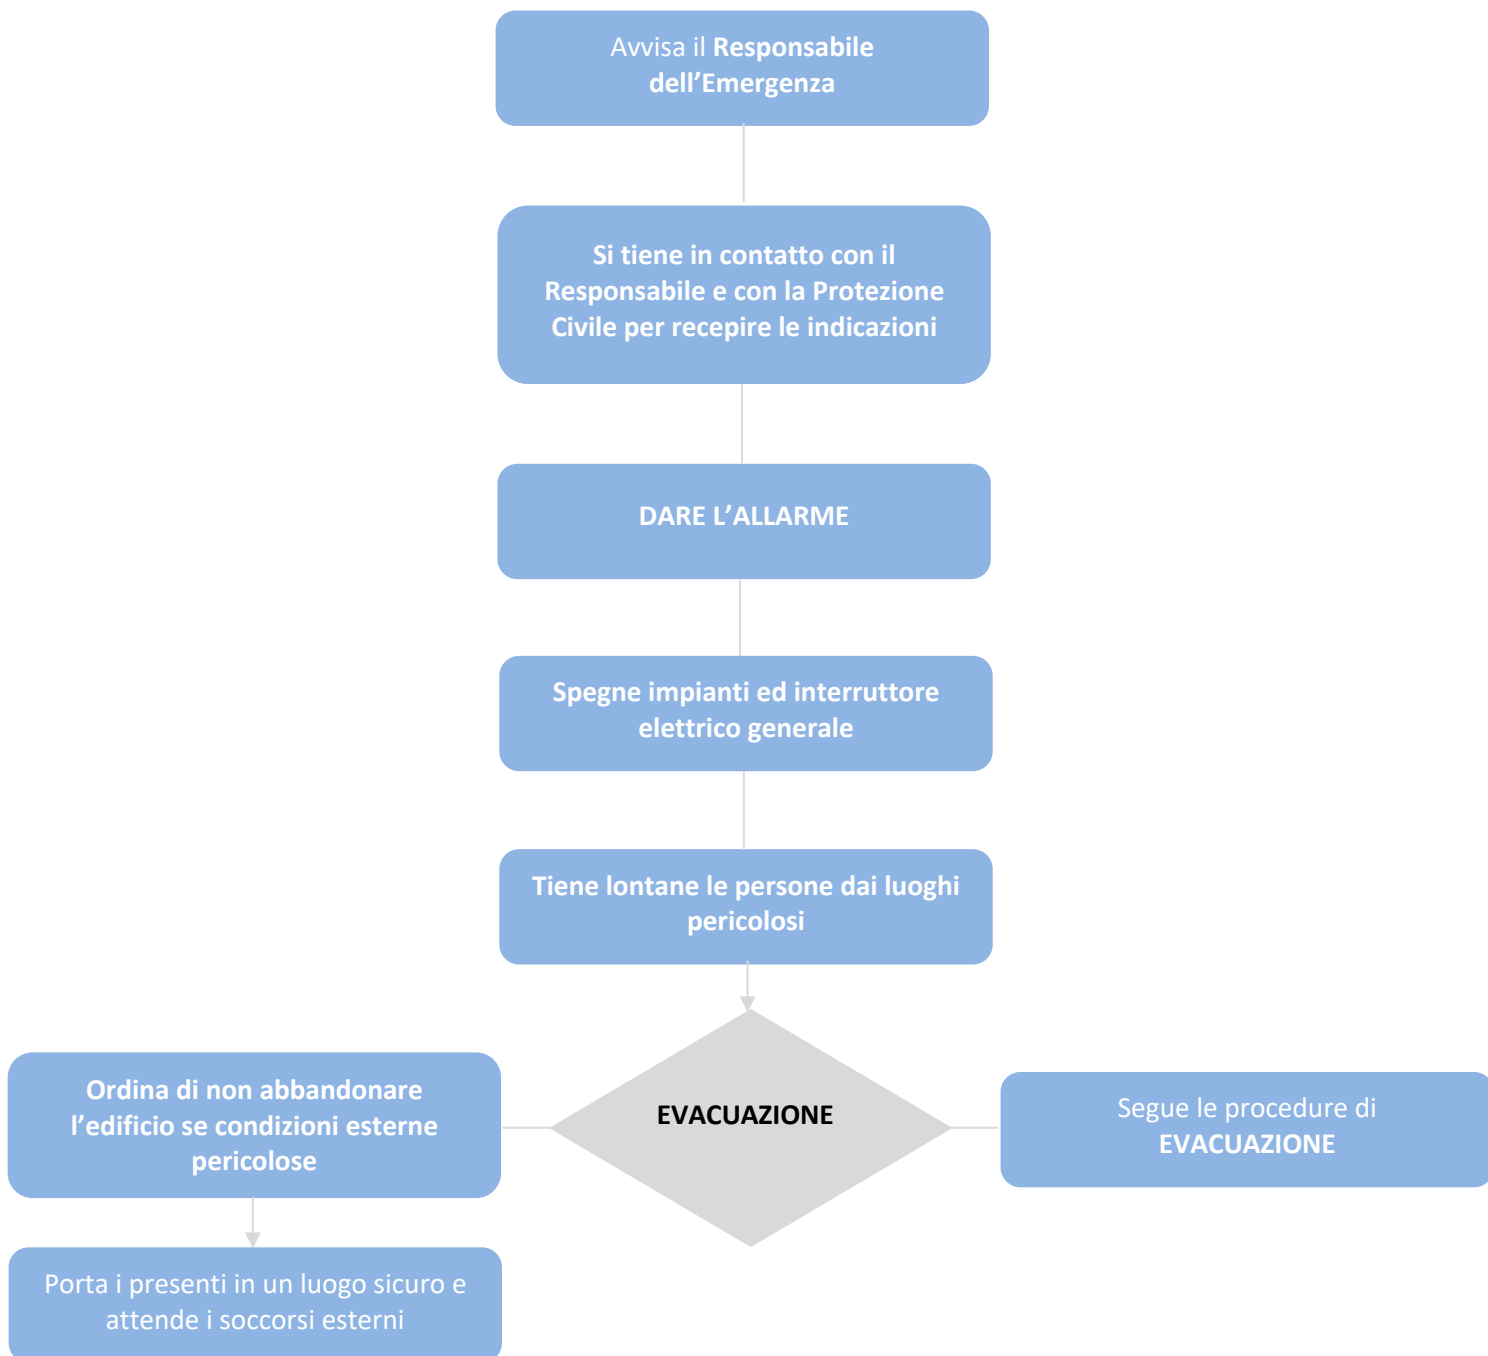 Avvisa il Responsabile
dell’Emergenza
Si tiene in contatto con il
Responsabile e con la Protezione
Civile per recepire le indicazioni
DARE L’ALLARME
Spegne impianti ed interruttore
elettrico generale
Tiene lontane le persone dai luoghi
pericolosi
EVACUAZIONE
Ordina di non abbandonare
l’edificio se condizioni esterne
pericolose
Segue le procedure di
EVACUAZIONE
Porta i presenti in un luogo sicuro e
attende i soccorsi esterni